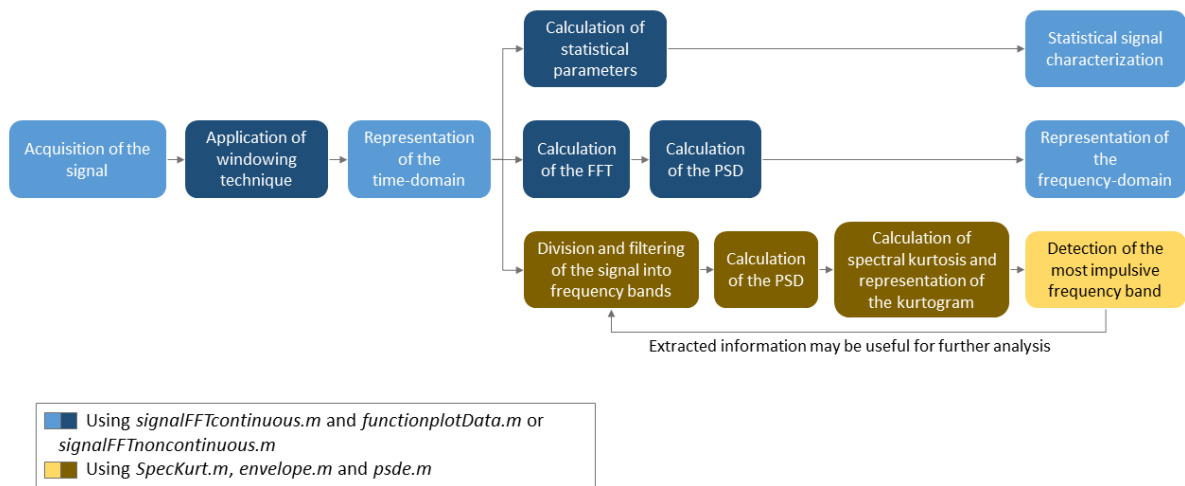 Calculation of
statistical
parameters
Statistical signal
characterization
Acquisition of the
signal
Application of
windowing
technique
Representation
of the
time-domain
Calculation
of the FFT
Calculation
of the PSD
Representation of
the
frequency-domain
Division and filtering
of the signal into
frequency bands
Calculation
of the PSD
Calculation of
spectral kurtosis and
representation of
the kurtogram
Detection of the
most impulsive
frequency band
Extracted information may be useful for further analysis
Using signalFFTcontinuous.m and functionplotData.m or
signalFFTnoncontinuous.m
Using SpecKurt.m, envelope.m and psde.m